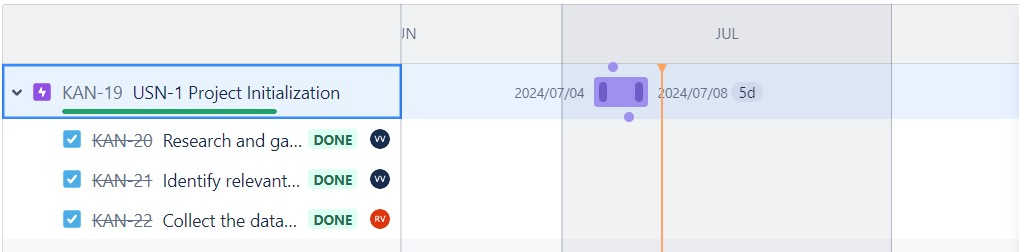 UN JUL
KAN-19 USN-1 Project Initialization 2024/07/04 2024/07/08 5d
KAN-20 Research and ga... DONE VV
KAN-21 Identify relevant... DONE VV
KAN-22 Collect the data... DONE RV